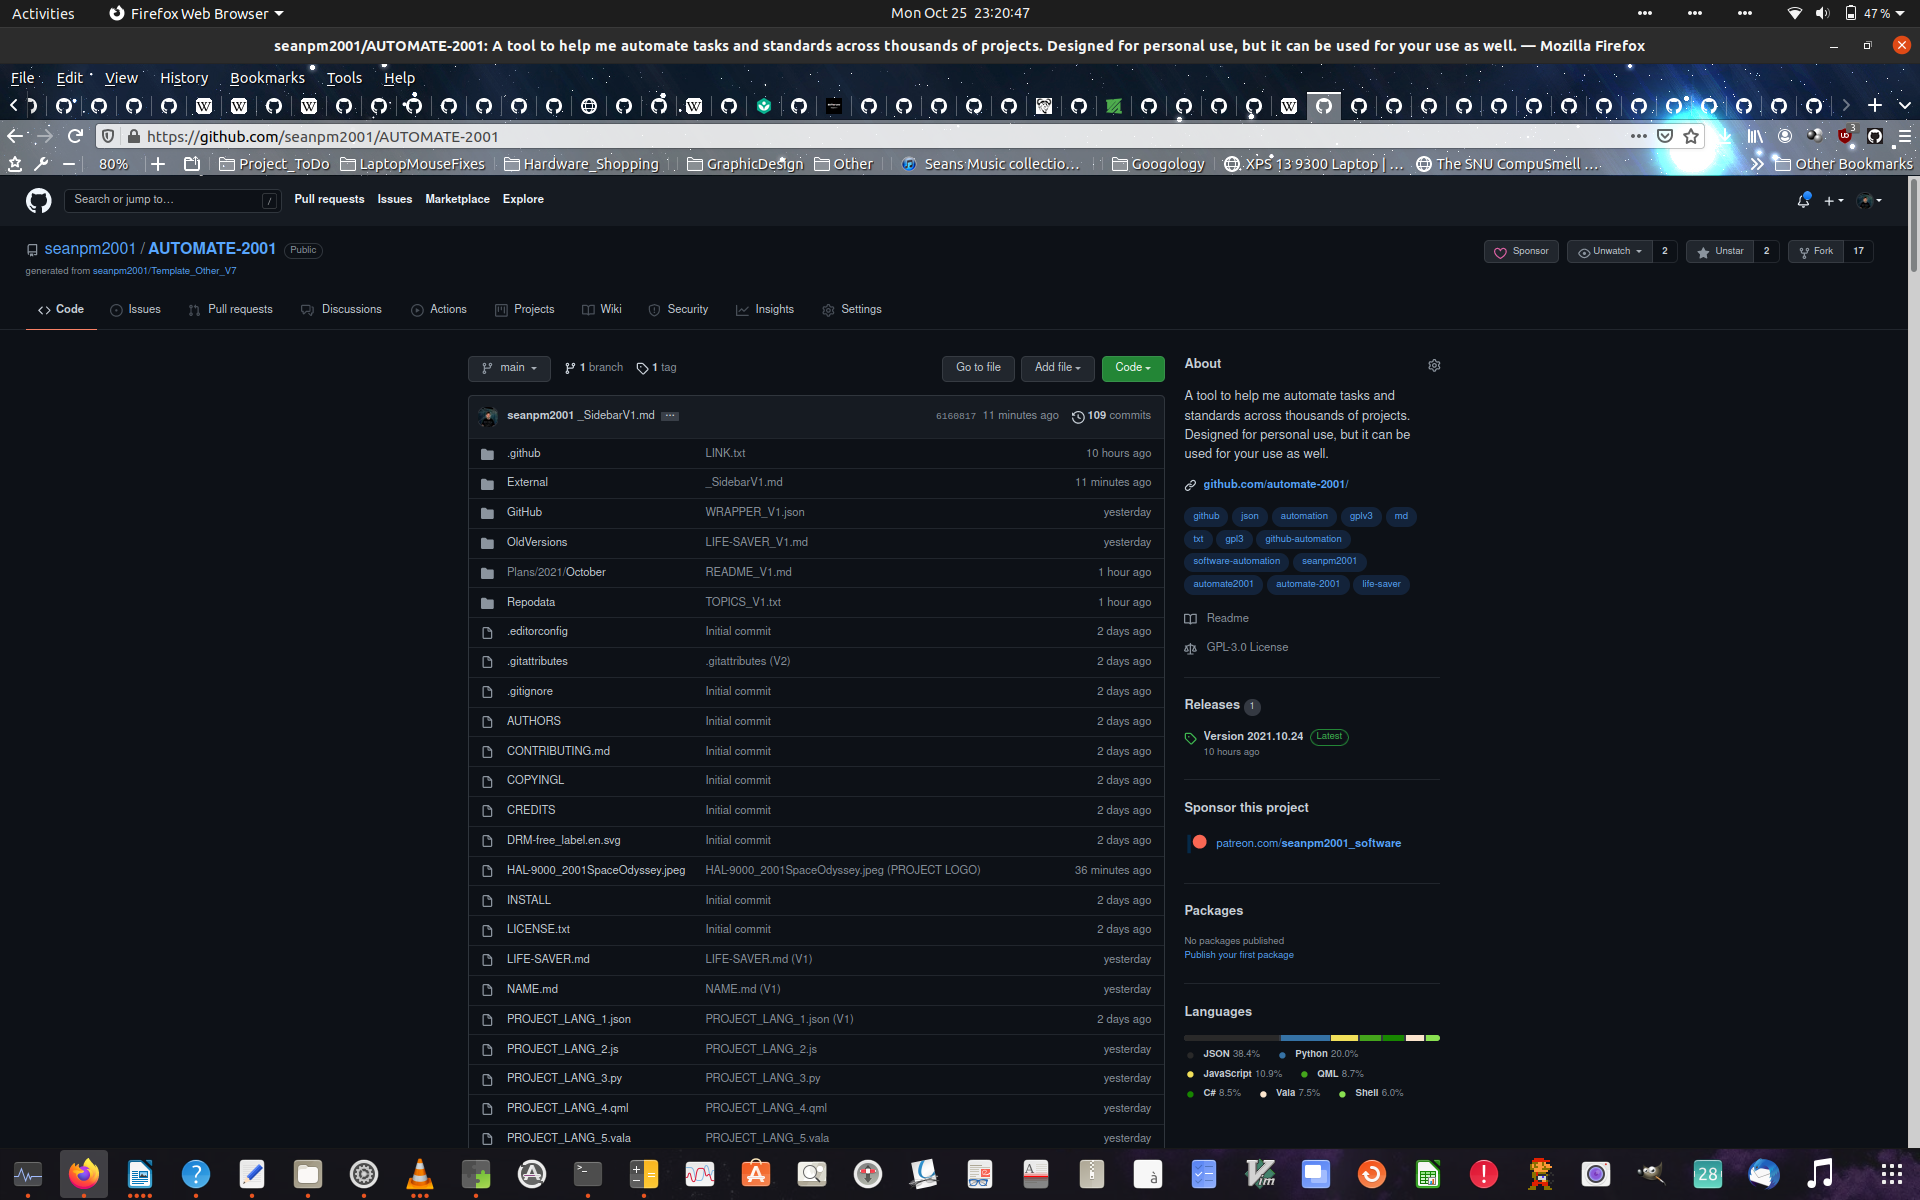 Activities Firefox Web Browser Mon Oct 25 23:20:47 47 %
seanpm2001/AUTOMATE-2001: A tool to help me automate tasks and standards across thousands of projects. Designed for personal use, but it can be used for your use as well. — Mozilla Firefox
File Edit View History Bookmarks Tools Help
https://github.com/seanpm2001/AUTOMATE-2001 3
80% Project_ToDo LaptopMouseFixes Hardware_Shopping GraphicDesign Other Seans Music collectio… Googology XPS 13 9300 Laptop | … The SNU CompuSmell … Other Bookmarks
Search or jump to… / Pull requests Issues Marketplace Explore
seanpm2001 / AUTOMATE-2001 Public Sponsor Unwatch 2 Unstar 2 Fork 17
generated from seanpm2001/Template_Other_V7
Code Issues Pull requests Discussions Actions Projects Wiki Security Insights Settings
main 1 branch 1 tag Go to file Add file Code
seanpm2001 _SidebarV1.md … 6160817 11 minutes ago 109 commits
.github LINK.txt 10 hours ago
External _SidebarV1.md 11 minutes ago
GitHub WRAPPER_V1.json yesterday
OldVersions LIFE-SAVER_V1.md yesterday
Plans/2021/October README_V1.md 1 hour ago
Repodata TOPICS_V1.txt 1 hour ago
.editorconfig Initial commit 2 days ago
.gitattributes .gitattributes (V2) 2 days ago
.gitignore Initial commit 2 days ago
AUTHORS Initial commit 2 days ago
CONTRIBUTING.md Initial commit 2 days ago
COPYINGL Initial commit 2 days ago
CREDITS Initial commit 2 days ago
DRM-free_label.en.svg Initial commit 2 days ago
HAL-9000_2001SpaceOdyssey.jpeg HAL-9000_2001SpaceOdyssey.jpeg (PROJECT LOGO) 36 minutes ago
INSTALL Initial commit 2 days ago
LICENSE.txt Initial commit 2 days ago
LIFE-SAVER.md LIFE-SAVER.md (V1) yesterday
NAME.md NAME.md (V1) yesterday
PROJECT_LANG_1.json PROJECT_LANG_1.json (V1) 2 days ago
PROJECT_LANG_2.js PROJECT_LANG_2.js yesterday
PROJECT_LANG_3.py PROJECT_LANG_3.py yesterday
PROJECT_LANG_4.qml PROJECT_LANG_4.qml yesterday
PROJECT_LANG_5.vala PROJECT_LANG_5.vala yesterday
About
A tool to help me automate tasks and
standards across thousands of projects.
Designed for personal use, but it can be
used for your use as well.
github.com/automate-2001/
github json automation gplv3 md
txt gpl3 github-automation
software-automation seanpm2001
automate2001 automate-2001 life-saver
Readme
GPL-3.0 License
Releases 1
Version 2021.10.24 Latest
10 hours ago
Sponsor this project
patreon.com/seanpm2001_software
Packages
No packages published
Publish your first package
Languages
JSON 38.4% Python 20.0%
JavaScript 10.9% QML 8.7%
C# 8.5% Vala 7.5% Shell 6.0%
28